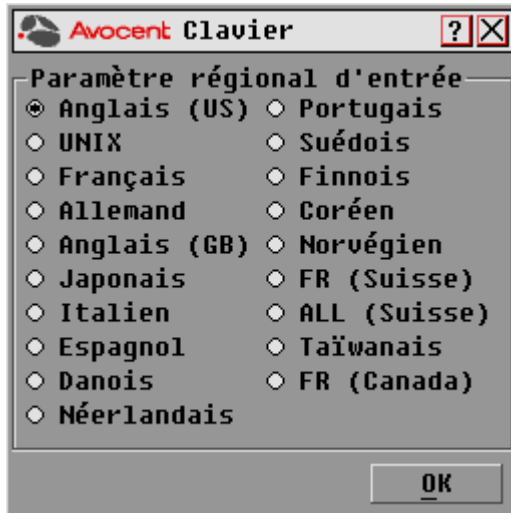 Avocent Clavier ? X
Paramètre régional d'entrée
Anglais (US)
UNIX
Français
Allemand
Anglais (GB)
Japonais
Italien
Espagnol
Danois
Néerlandais
Portugais
Suédois
Finnois
Coréen
Norvégien
FR (Suisse)
ALL (Suisse)
Taïwanais
FR (Canada)
OK